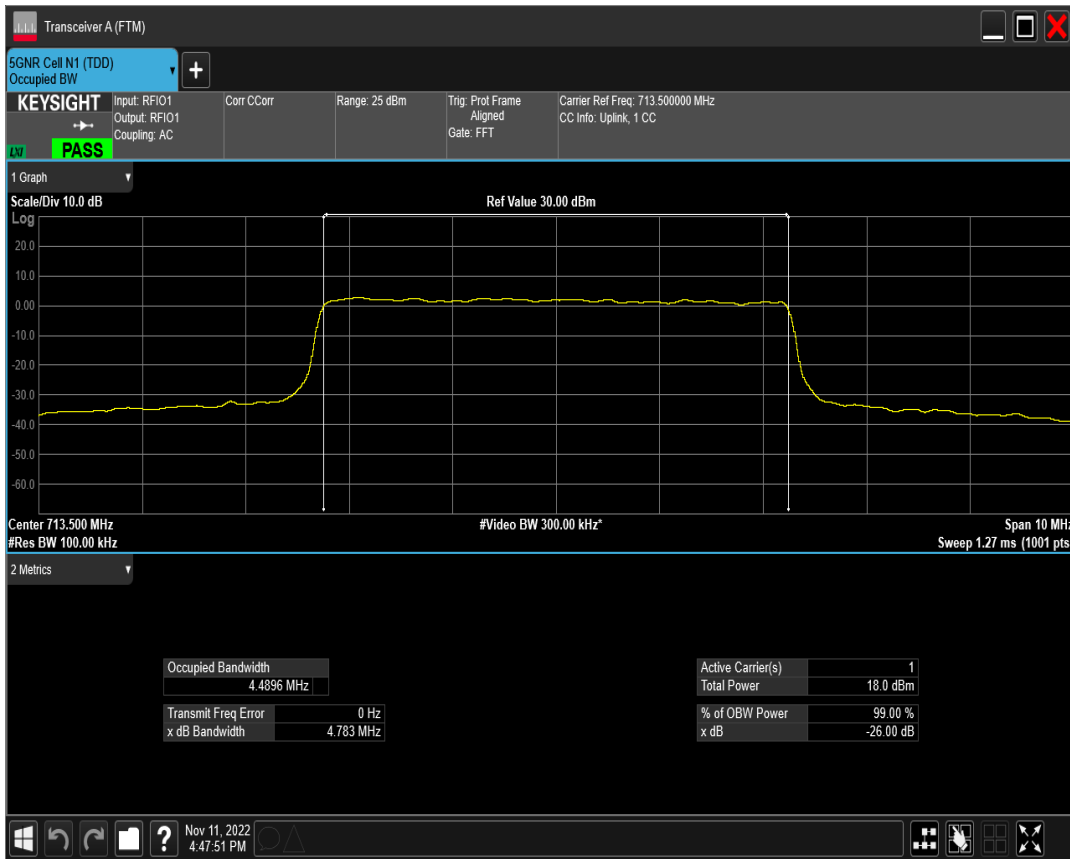 Transceiver A (FTM)
5GNR Cell N1 (TDD)
Occupied BW
+
KEYSIGHT
LXI
PASS
Input: RFIO1
Output: RFIO1
Coupling: AC
Corr CCorr
Range: 25 dBm
Trig: Prot Frame
Aligned
Gate: FFT
Carrier Ref Freq: 713.500000 MHz
CC Info: Uplink, 1 CC
1 Graph
Scale/Div 10.0 dB
Ref Value 30.00 dBm
Log
20.0
10.0
0.00
-10.0
-20.0
-30.0
-40.0
-50.0
-60.0
Center 713.500 MHz
#Video BW 300.00 kHz*
Span 10 MHz
#Res BW 100.00 kHz
Sweep 1.27 ms (1001 pts
2 Metrics
Occupied Bandwidth
4.4896 MHz
Transmit Freq Error 0 Hz
x dB Bandwidth 4.783 MHz
Active Carrier(s) 1
Total Power 18.0 dBm
% of OBW Power 99.00 %
x dB -26.00 dB
?
Nov 11, 2022
4:47:51 PM